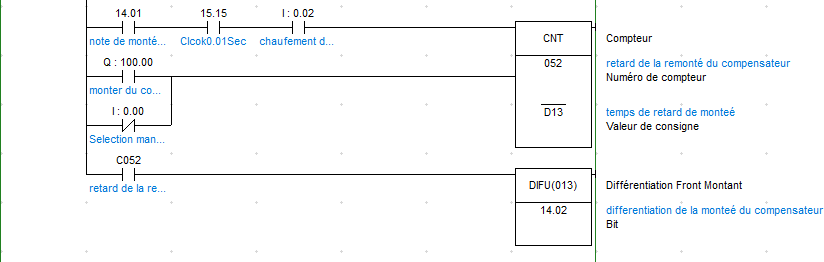 14.01 15.15 I : 0.02
note de monté... Clcok0.01Sec chaufement d...
CNT Compteur
Q : 100.00 052 retard de la remonté du compensateur
monter du co... Numéro de compteur
I : 0.00 D13 temps de retard de monteé
Selection man... Valeur de consigne
C052
retard de la re... DIFU(013) Différentiation Front Montant
14.02 differentiation de la monteé du compensateur
Bit